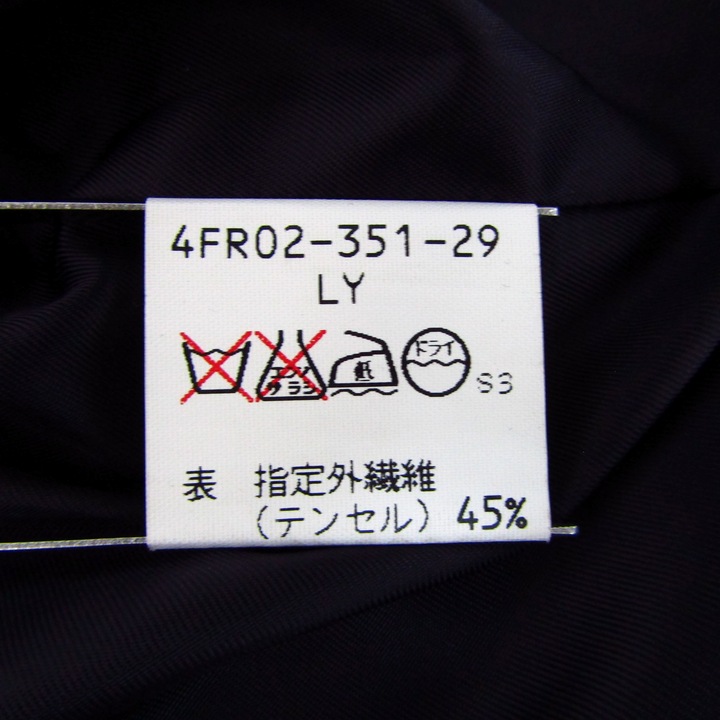 4FR02-351-29
LY
エンソ サラシ 低 ドライ S3
表 指定外繊維
(テンセル) 45%